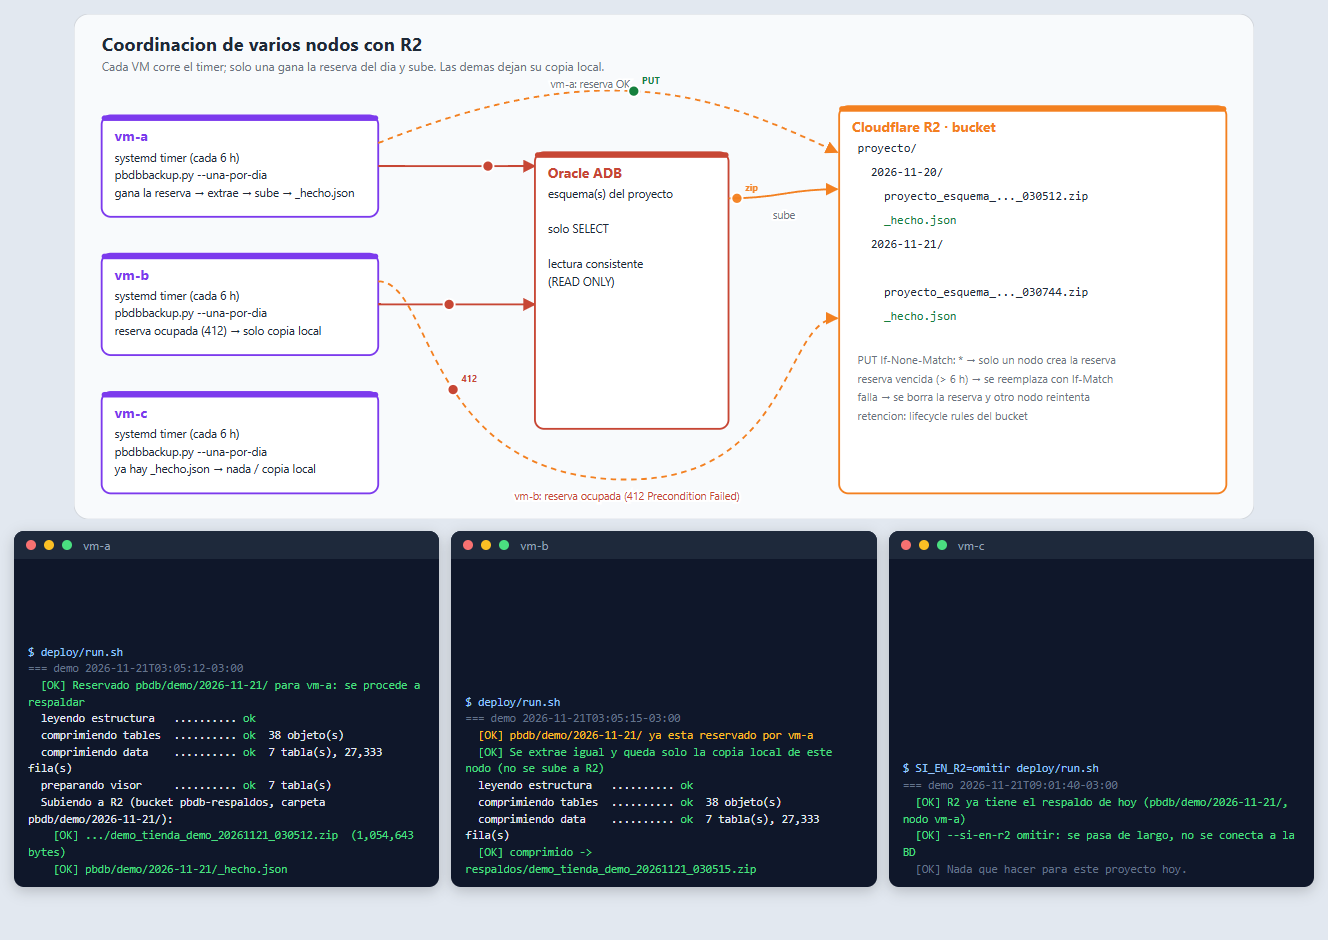 Coordinacion de varios nodos con R2
Cada VM corre el timer; solo una gana la reserva del dia y sube. Las demas dejan su copia local.
vm-a: reserva OK
PUT
vm-a
systemd timer (cada 6 h)
pbdbbackup.py --una-por-dia
gana la reserva → extrae → sube → _hecho.json
vm-b
systemd timer (cada 6 h)
pbdbbackup.py --una-por-dia
reserva ocupada (412) → solo copia local
vm-c
systemd timer (cada 6 h)
pbdbbackup.py --una-por-dia
ya hay _hecho.json → nada / copia local
412
vm-b: reserva ocupada (412 Precondition Failed)
Oracle ADB
esquema(s) del proyecto
solo SELECT
lectura consistente
(READ ONLY)
zip
sube
Cloudflare R2 · bucket
proyecto/
2026-11-20/
proyecto_esquema_..._030512.zip
_hecho.json
2026-11-21/
proyecto_esquema_..._030744.zip
_hecho.json
PUT If-None-Match: * → solo un nodo crea la reserva
reserva vencida (> 6 h) → se reemplaza con If-Match
falla → se borra la reserva y otro nodo reintenta
retencion: lifecycle rules del bucket
vm-a
$ deploy/run.sh
=== demo 2026-11-21T03:05:12-03:00
[OK] Reservado pbdb/demo/2026-11-21/ para vm-a: se procede a
respaldar
leyendo estructura .......... ok
comprimiendo tables .......... ok 38 objeto(s)
comprimiendo data .......... ok 7 tabla(s), 27,333
fila(s)
preparando visor .......... ok 7 tabla(s)
Subiendo a R2 (bucket pbdb-respaldos, carpeta
pbdb/demo/2026-11-21/):
[OK] .../demo_tienda_demo_20261121_030512.zip (1,054,643
bytes)
[OK] pbdb/demo/2026-11-21/_hecho.json
vm-b
$ deploy/run.sh
=== demo 2026-11-21T03:05:15-03:00
[OK] pbdb/demo/2026-11-21/ ya esta reservado por vm-a
[OK] Se extrae igual y queda solo la copia local de este
nodo (no se sube a R2)
leyendo estructura .......... ok
comprimiendo tables .......... ok 38 objeto(s)
comprimiendo data .......... ok 7 tabla(s), 27,333
fila(s)
[OK] comprimido ->
respaldos/demo_tienda_demo_20261121_030515.zip
vm-c
$ SI_EN_R2=omitir deploy/run.sh
=== demo 2026-11-21T09:01:40-03:00
[OK] R2 ya tiene el respaldo de hoy (pbdb/demo/2026-11-21/,
nodo vm-a)
[OK] --si-en-r2 omitir: se pasa de largo, no se conecta a la
BD
[OK] Nada que hacer para este proyecto hoy.